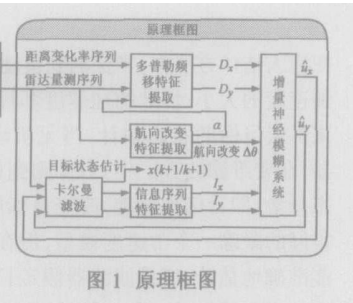 原理框图
距离变化率序列
雷达量测序列
多普勒频
移特征
提取
Dx
Dy
航向改变
特征提取
α
航向改变 Δθ
目标状态估计
x(k+1/k+1)
卡尔曼
滤波
信息序列
特征提取
Ix
Iy
增量神经模糊系统
ûx
ûy
图1 原理框图